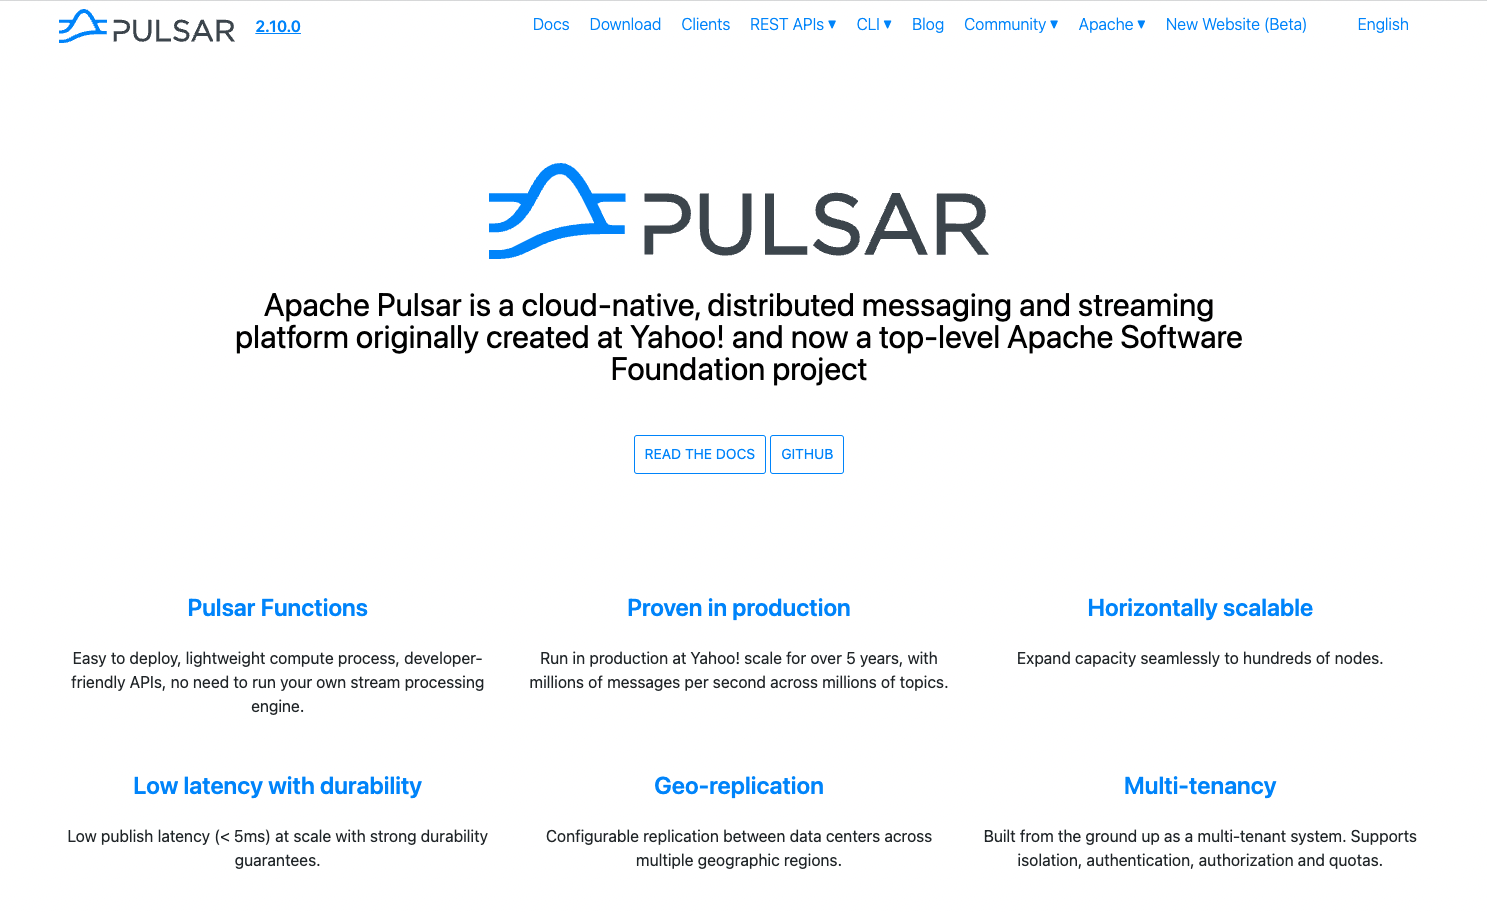 PULSAR 2.10.0 Docs Download Clients REST APIs ▾ CLI ▾ Blog Community ▾ Apache ▾ New Website (Beta) English
PULSAR
Apache Pulsar is a cloud-native, distributed messaging and streaming
platform originally created at Yahoo! and now a top-level Apache Software
Foundation project
READ THE DOCS GITHUB
Pulsar Functions
Easy to deploy, lightweight compute process, developer-
friendly APIs, no need to run your own stream processing
engine.
Proven in production
Run in production at Yahoo! scale for over 5 years, with
millions of messages per second across millions of topics.
Horizontally scalable
Expand capacity seamlessly to hundreds of nodes.
Low latency with durability
Low publish latency (< 5ms) at scale with strong durability
guarantees.
Geo-replication
Configurable replication between data centers across
multiple geographic regions.
Multi-tenancy
Built from the ground up as a multi-tenant system. Supports
isolation, authentication, authorization and quotas.